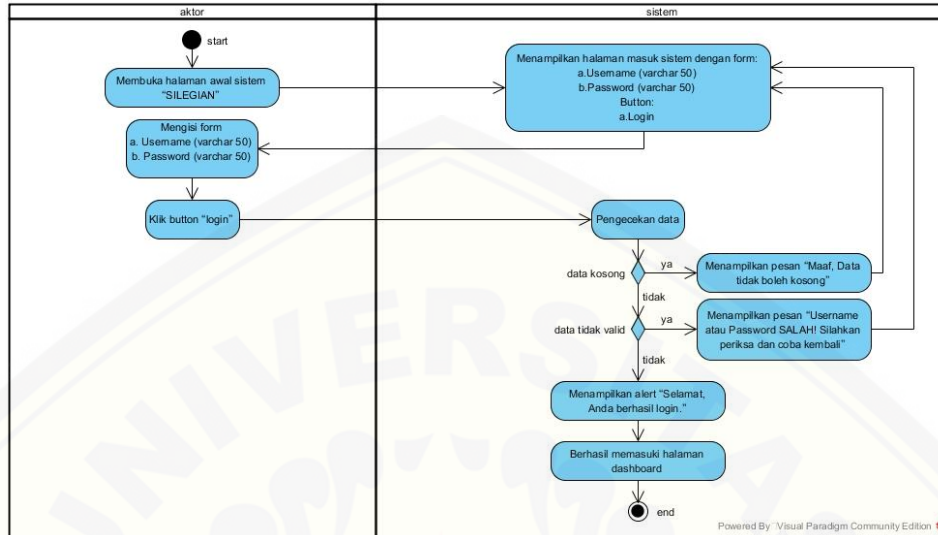 aktor
sistem
start
Membuka halaman awal sistem
"SILEGIAN"
Menampilkan halaman masuk sistem dengan form:
a.Username (varchar 50)
b.Password (varchar 50)
Button:
a.Login
Mengisi form
a. Username (varchar 50)
b. Password (varchar 50)
Klik button "login"
Pengecekan data
data kosong
ya
Menampilkan pesan "Maaf, Data
tidak boleh kosong"
tidak
data tidak valid
ya
Menampilkan pesan "Username
atau Password SALAH! Silahkan
periksa dan coba kembali"
tidak
Menampilkan alert "Selamat,
Anda berhasil login."
Berhasil memasuki halaman
dashboard
end
Powered By Visual Paradigm Community Edition
UNIVERSITA